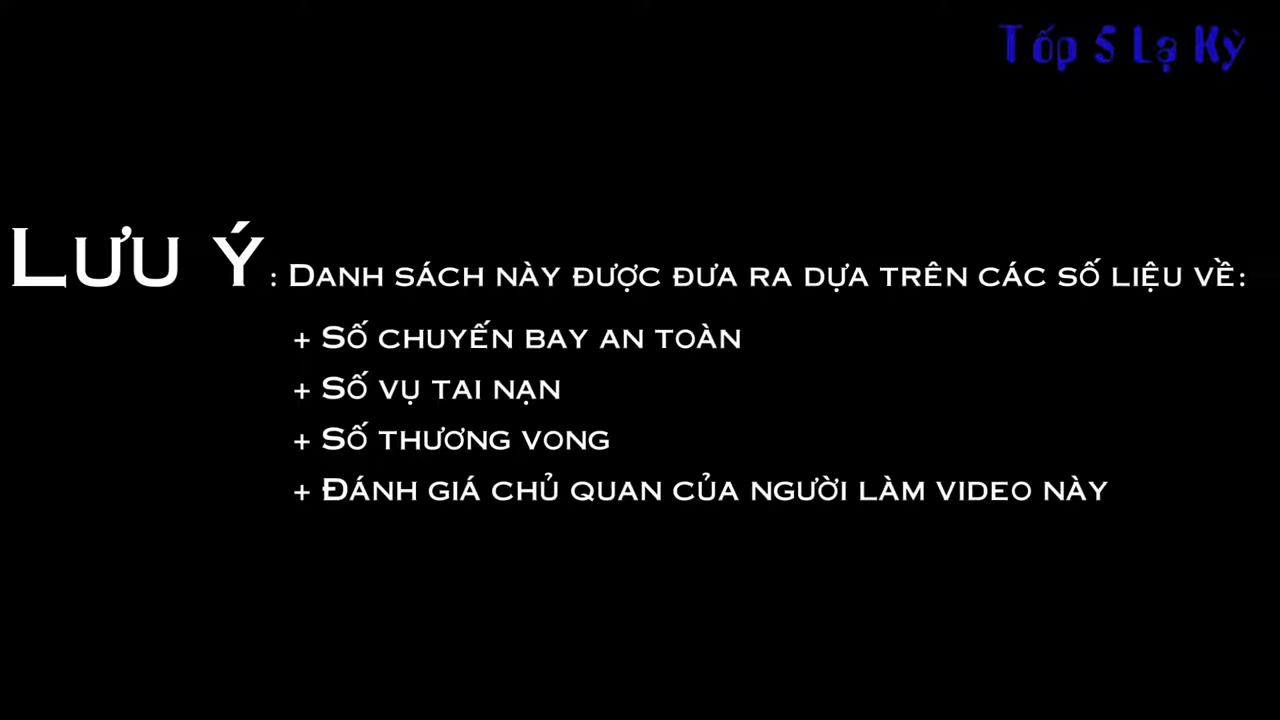 Tốp 5 Lạ Kỳ
Lưu ý: Danh sách này được đưa ra dựa trên các số liệu về:
+ Số chuyến bay an toàn
+ Số vụ tai nạn
+ Số thương vong
+ Đánh giá chủ quan của người làm video này